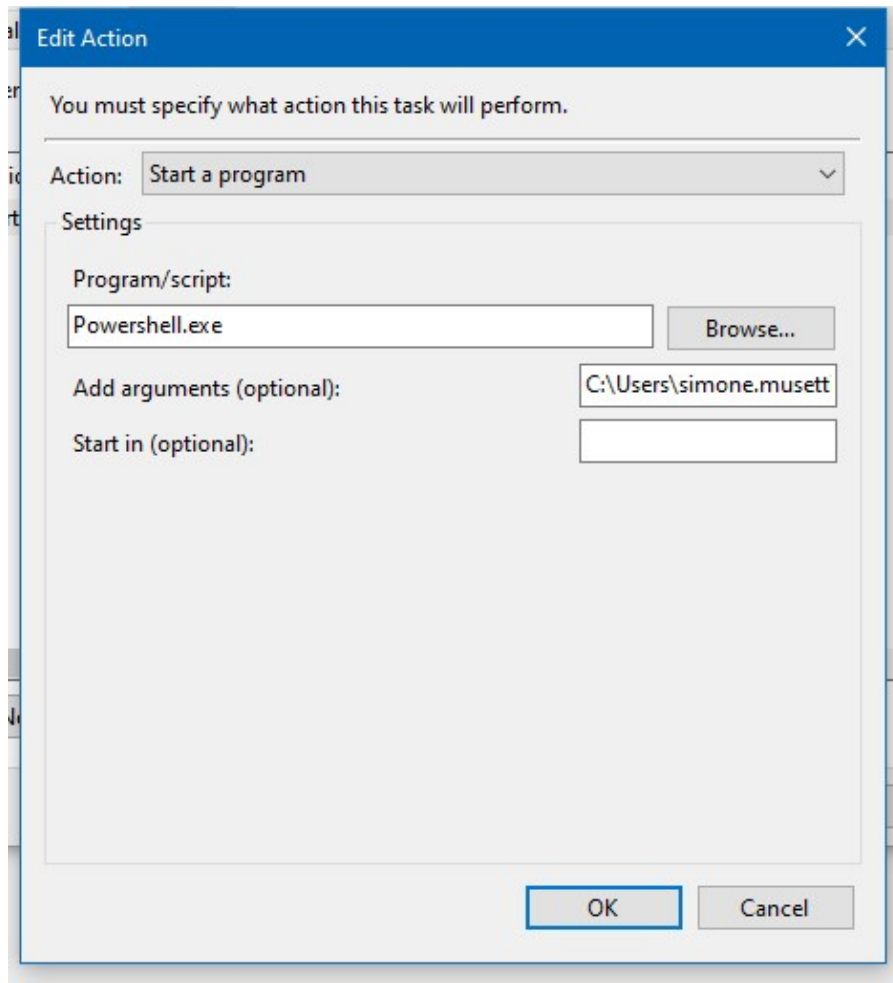 Edit Action
You must specify what action this task will perform.
Action: Start a program
Settings
Program/script:
Powershell.exe Browse...
Add arguments (optional): C:\Users\simone.musett
Start in (optional):
OK Cancel